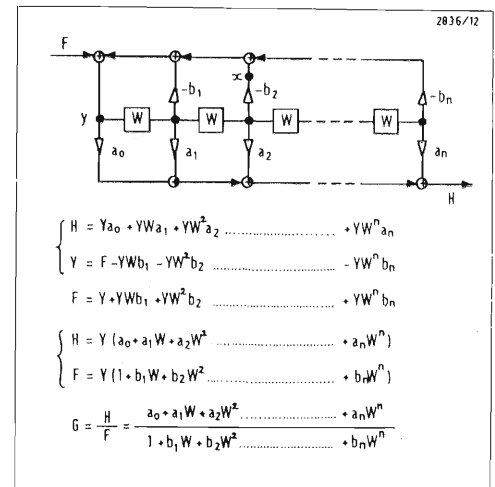 2836/12
F
x
-b₁ -b₂ -bₙ
y W W W W
a₀ a₁ a₂ aₙ
H
H = Ya₀ + YWa₁ + YW²a₂ .................... + YWⁿaₙ
Y = F - YWb₁ - YW²b₂ .................... - YWⁿbₙ
F = Y + YWb₁ + YW²b₂ .................... + YWⁿbₙ
H = Y (a₀ + a₁W + a₂W² .................... + aₙWⁿ)
F = Y (1 + b₁W + b₂W² .................... + bₙWⁿ)
G = H/F = a₀ + a₁W + a₂W² .................... + aₙWⁿ
1 + b₁W + b₂W² .................... + bₙWⁿ